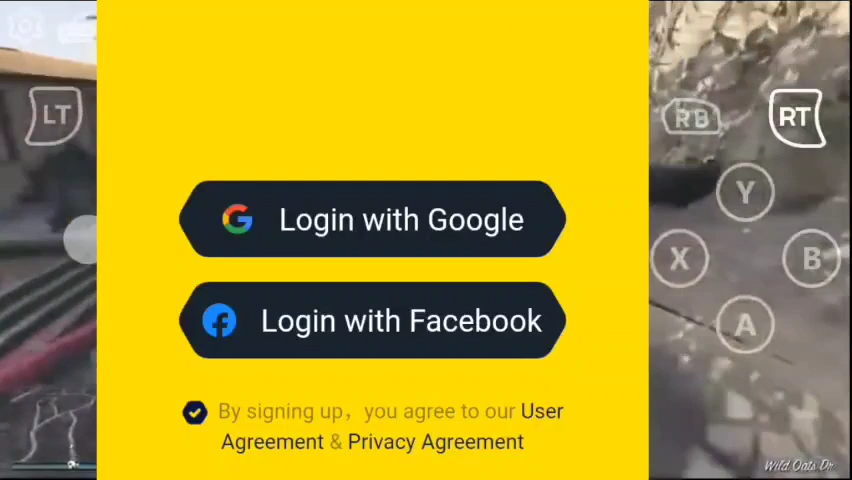 LT
RB
RT
Y
X
B
A
Login with Google
Login with Facebook
By signing up，you agree to our User
Agreement & Privacy Agreement
Wild Oats Dr